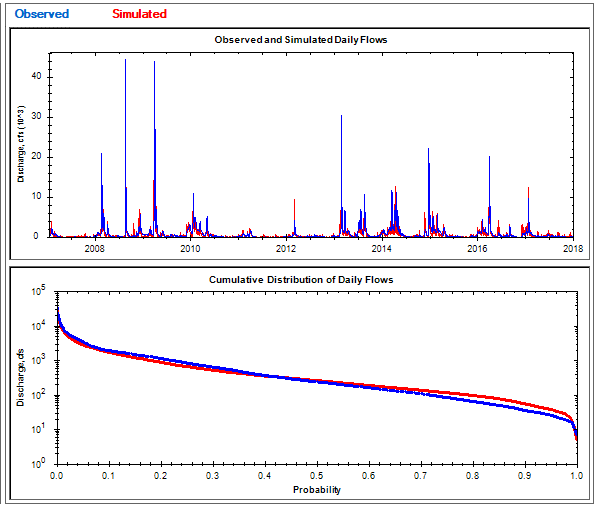 Observed Simulated
Observed and Simulated Daily Flows
Discharge, cfs (10^3)
40
30
20
10
0
2008 2010 2012 2014 2016 2018
Cumulative Distribution of Daily Flows
Discharge, cfs
10^5
10^4
10^3
10^2
10^1
10^0
0.0 0.1 0.2 0.3 0.4 0.5 0.6 0.7 0.8 0.9 1.0
Probability